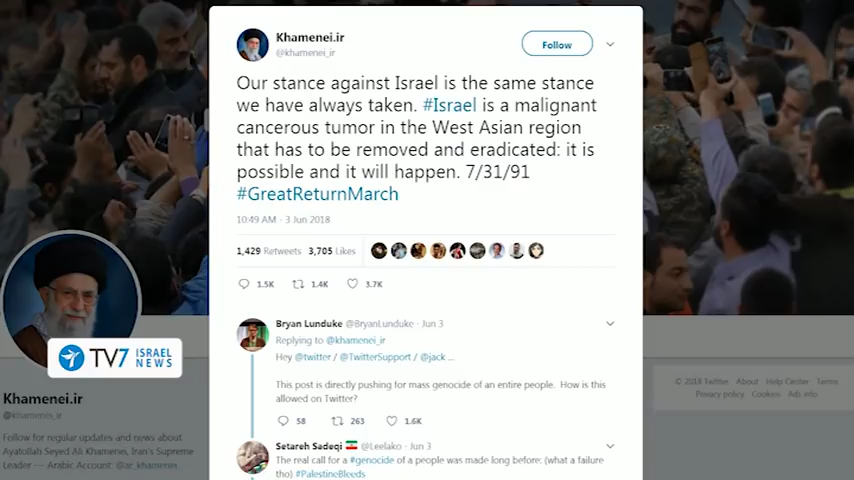 Khamenei.ir
@khamenei_ir
Follow
Our stance against Israel is the same stance
we have always taken. #Israel is a malignant
cancerous tumor in the West Asian region
that has to be removed and eradicated: it is
possible and it will happen. 7/31/91
#GreatReturnMarch
10:49 AM - 3 Jun 2018
1,429 Retweets 3,705 Likes
1.5K 1.4K 3.7K
Bryan Lunduke @BryanLunduke · Jun 3
Replying to @khamenei_ir
Hey @twitter / @TwitterSupport / @jack ...
This post is directly pushing for mass genocide of an entire people. How is this
allowed on Twitter?
58 263 1.6K
Setareh Sadeqi @Leelako · Jun 3
The real call for a #genocide of a people was made long before: (what a failure
tho) #PalestineBleeds
TV7 ISRAEL
NEWS
Khamenei.ir
@khamenei_ir
Follow for regular updates and news about
Ayatollah Seyed Ali Khamenei, Iran's Supreme
Leader — Arabic Account: @ar_khamenei
© 2018 Twitter About Help Center Terms
Privacy policy Cookies Ads info